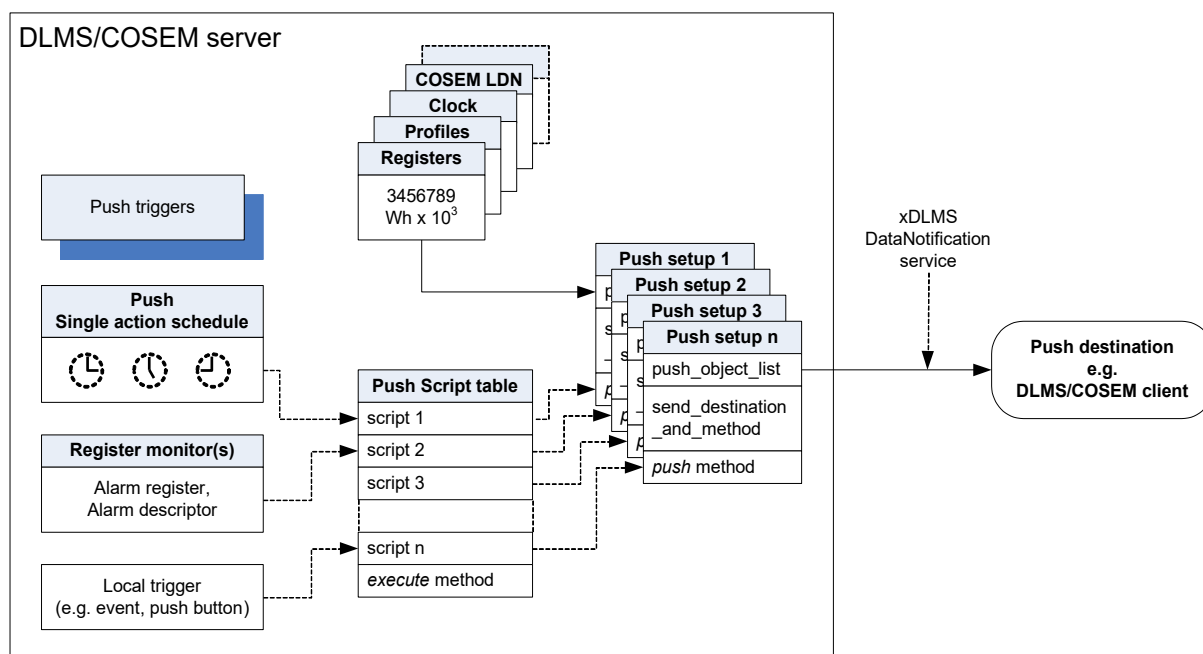 DLMS/COSEM server
COSEM LDN
Clock
Profiles
Registers
3456789
Wh x 10³
Push triggers
Push
Single action schedule
Register monitor(s)
Alarm register,
Alarm descriptor
Local trigger
(e.g. event, push button)
Push Script table
script 1
script 2
script 3
script n
execute method
Push setup 1
p
s
_
p
Push setup 2
p
s
_
p
Push setup 3
p
s
_
p
Push setup n
push_object_list
send_destination
_and_method
push method
xDLMS
DataNotification
service
Push destination
e.g.
DLMS/COSEM client